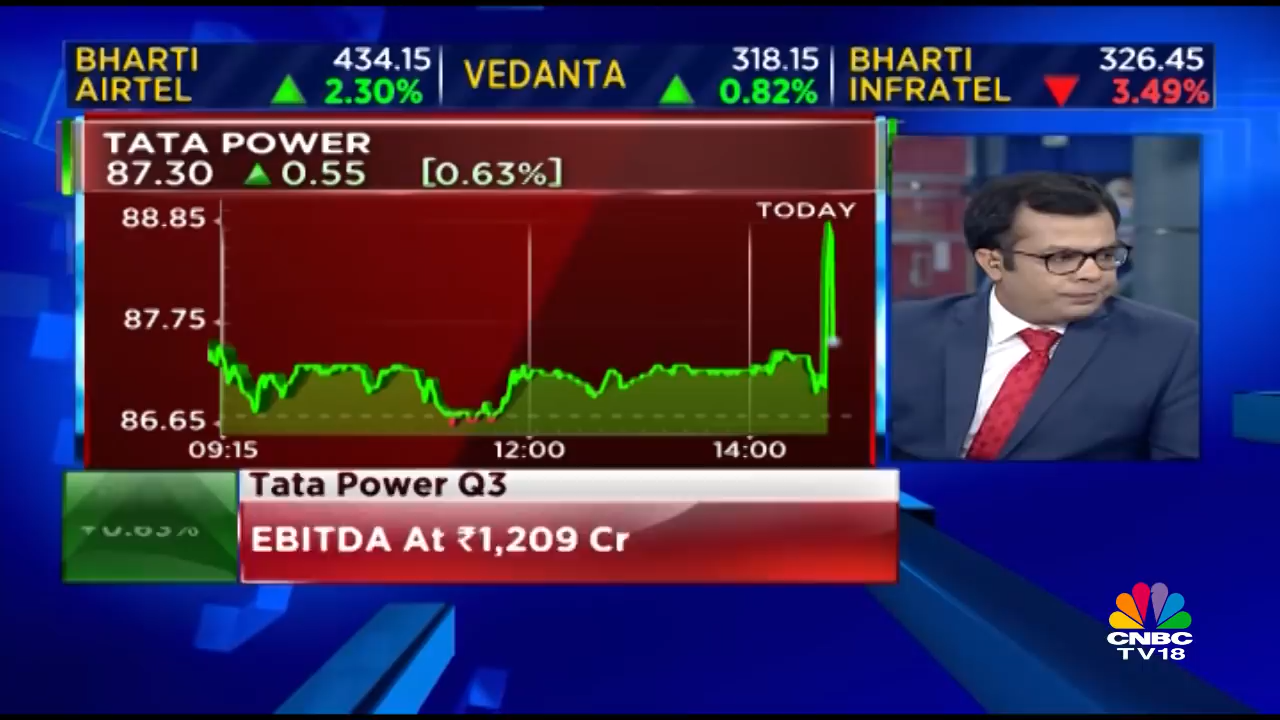 BHARTI
AIRTEL
434.15
▲ 2.30%
VEDANTA
318.15
▲ 0.82%
BHARTI
INFRATEL
326.45
▼ 3.49%
TATA POWER
87.30 ▲ 0.55 [0.63%]
TODAY
88.85
87.75
86.65
09:15 12:00 14:00
Tata Power Q3
EBITDA At ₹1,209 Cr
CNBC
TV18